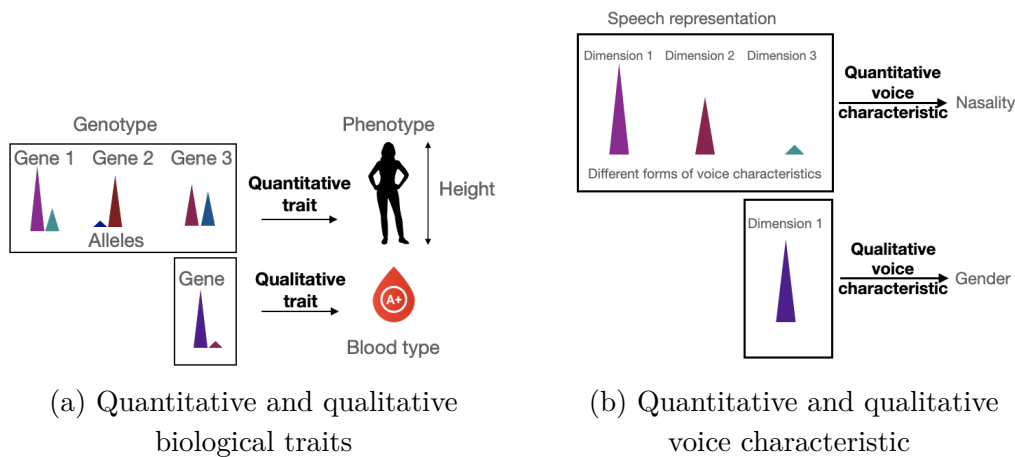 Genotype
Phenotype
Gene 1 Gene 2 Gene 3
Alleles
Quantitative
trait
Height
Gene
Qualitative
trait
A+
Blood type
(a) Quantitative and qualitative
biological traits
Speech representation
Dimension 1 Dimension 2 Dimension 3
Different forms of voice characteristics
Quantitative
voice
characteristic
Nasality
Dimension 1
Qualitative
voice
characteristic
Gender
(b) Quantitative and qualitative
voice characteristic